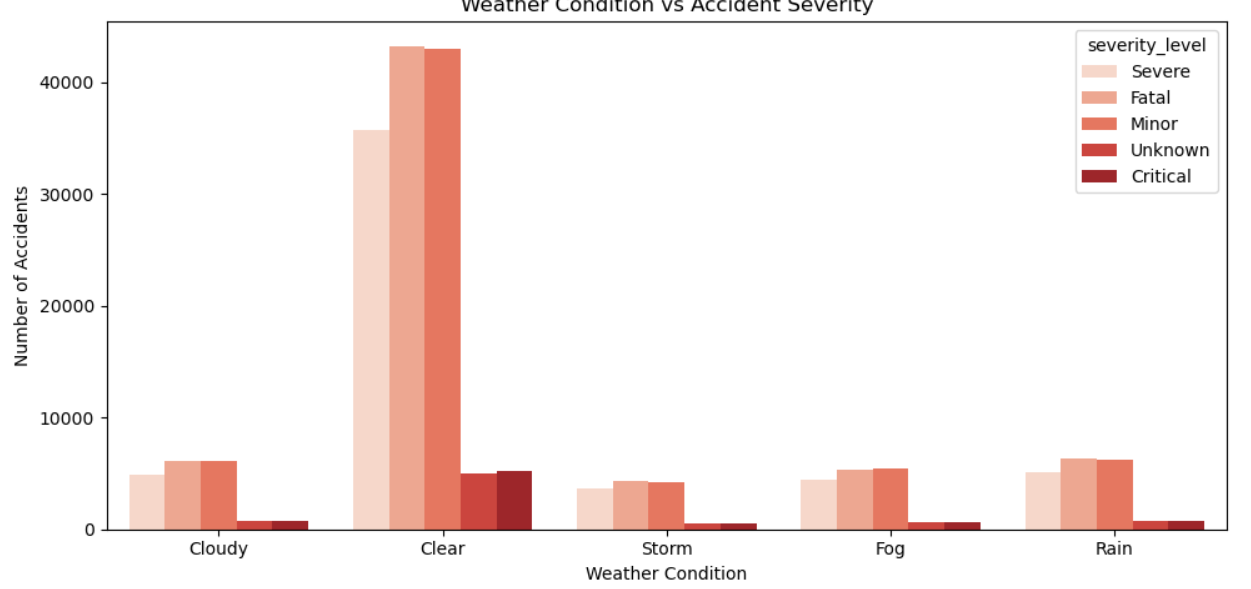 Weather Condition vs Accident Severity
severity_level
Severe
Fatal
Minor
Unknown
Critical
Number of Accidents
40000
30000
20000
10000
0
Cloudy
Clear
Storm
Fog
Rain
Weather Condition